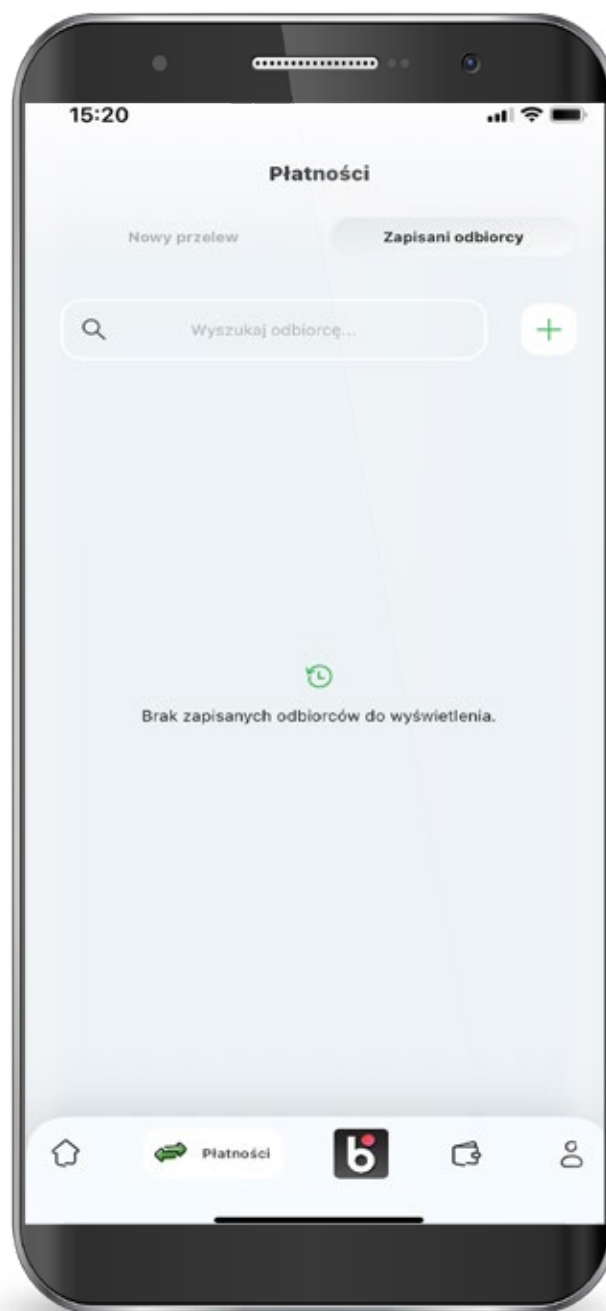 15:20
Płatności
Nowy przelew
Zapisani odbiorcy
Wyszukaj odbiorcę...
Brak zapisanych odbiorców do wyświetlenia.
Płatności
b